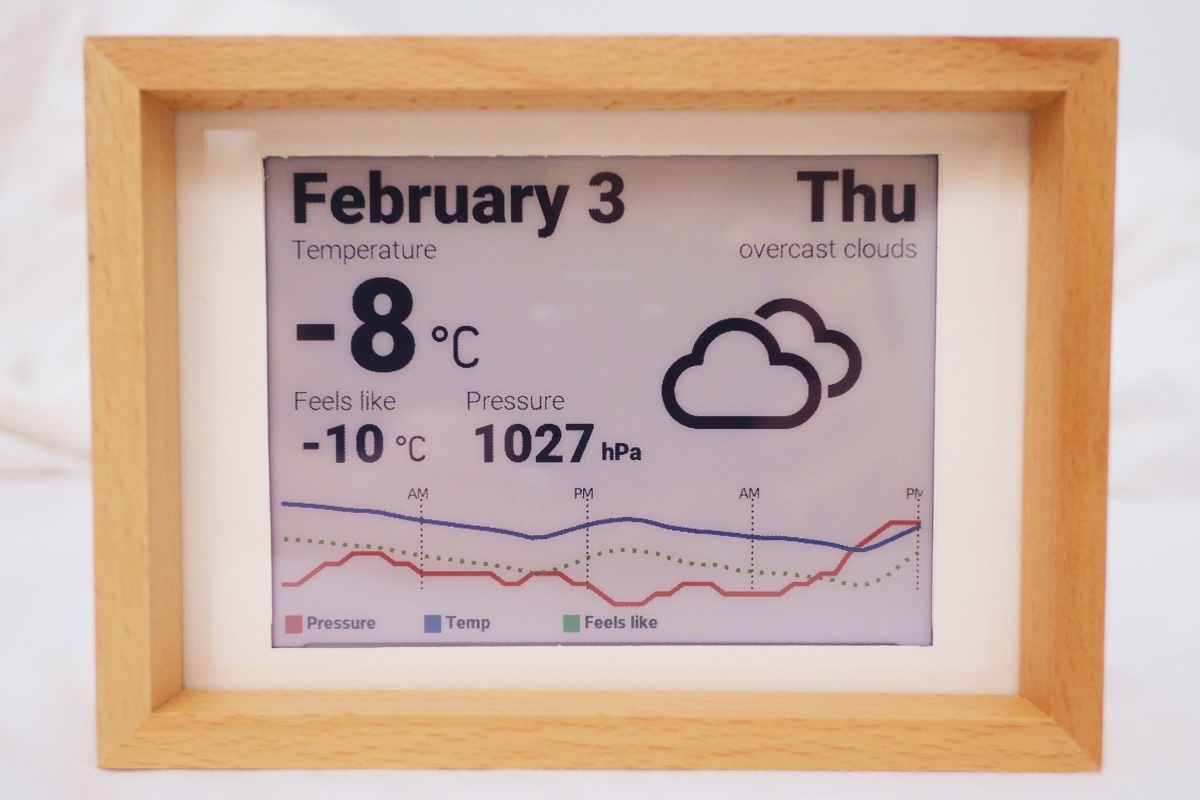 February 3 Thu
Temperature overcast clouds
-8 °C
Feels like Pressure
-10 °C 1027 hPa
AM PM AM PM
Pressure Temp Feels like